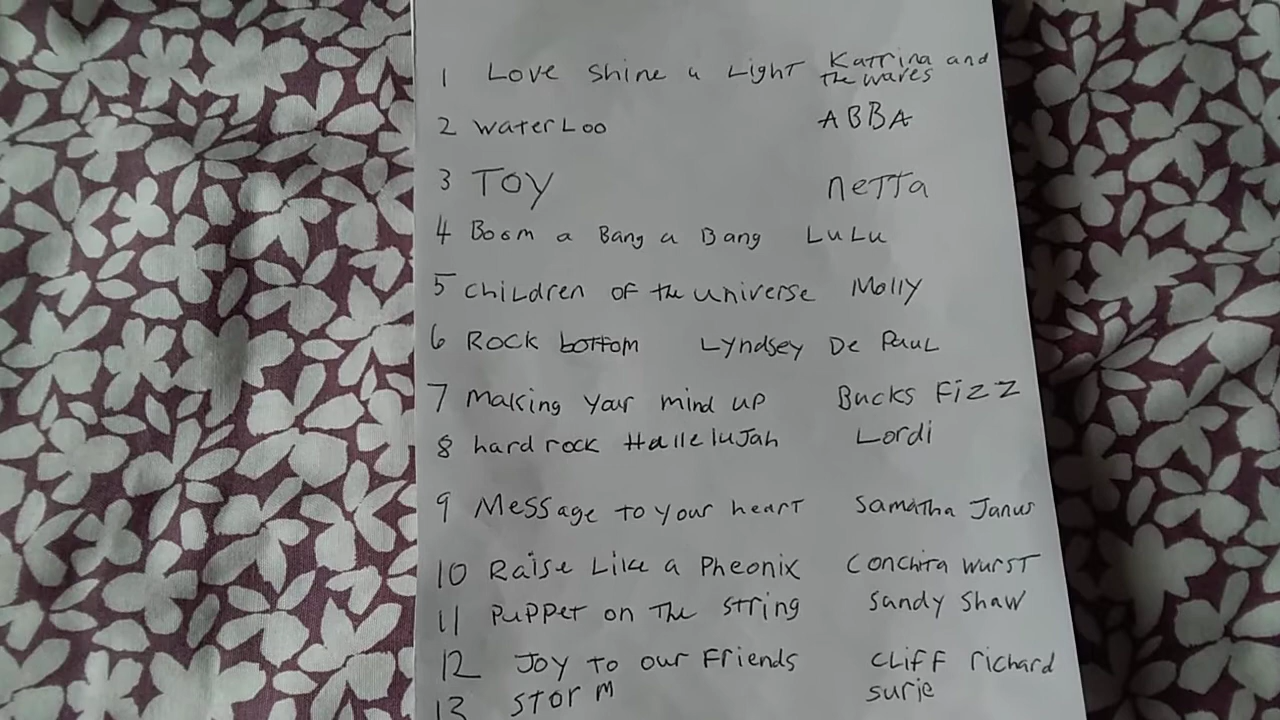 1 Love Shine a Light Katrina and the waves
2 waterLoo ABBA
3 TOY netta
4 Boom a Bang a Bang LuLu
5 children of the universe Molly
6 Rock bottom Lyndsey De Paul
7 making your mind up Bucks Fizz
8 hard rock HalleluJah Lordi
9 Message to your heart Samatha Janus
10 Raise Like a Pheonix Conchita wurst
11 Puppet on The string Sandy Shaw
12 Joy to our Friends Cliff richard
13 storm surie